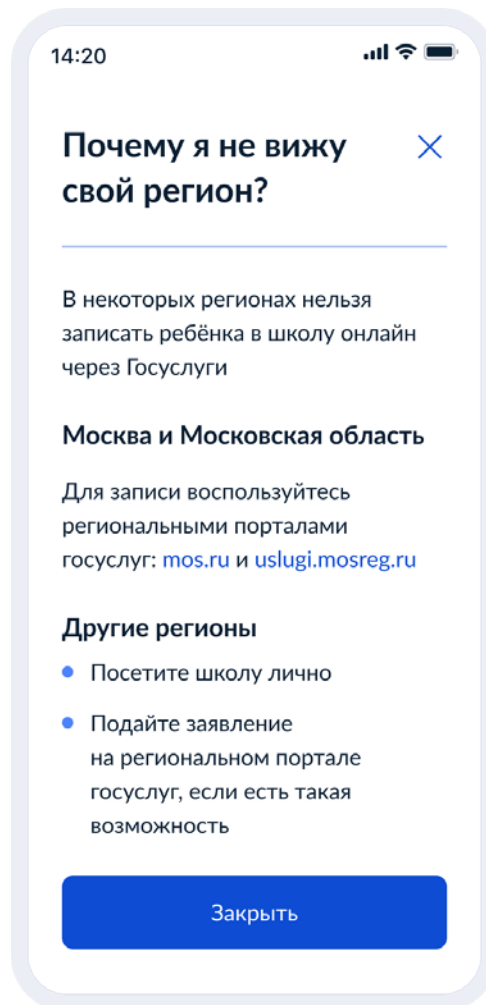 14:20
Почему я не вижу
свой регион?
В некоторых регионах нельзя
записать ребёнка в школу онлайн
через Госуслуги
Москва и Московская область
Для записи воспользуйтесь
региональными порталами
госуслуг: mos.ru и uslugi.mosreg.ru
Другие регионы
Посетите школу лично
Подайте заявление
на региональном портале
госуслуг, если есть такая
возможность
Закрыть